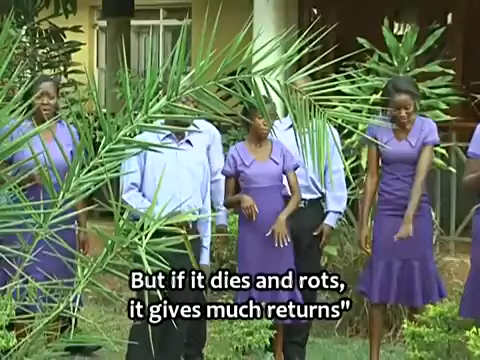 But if it dies and rots,
it gives much returns"